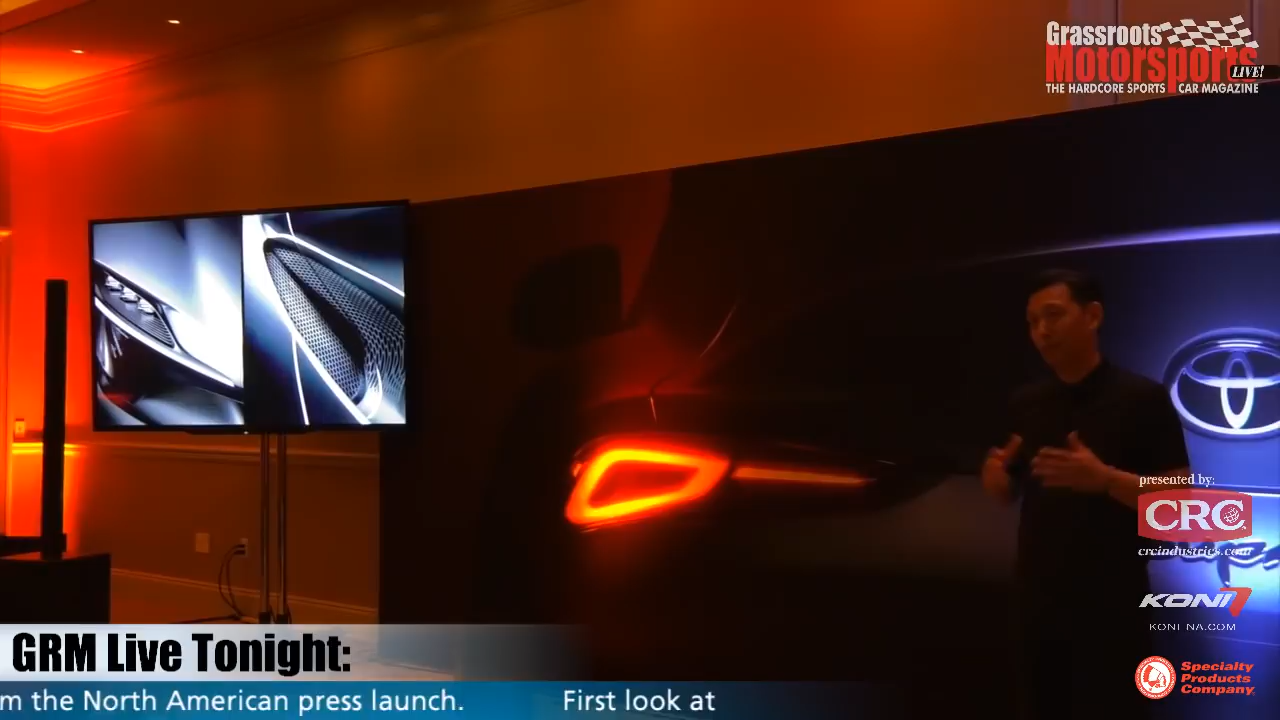 Grassroots
Motorsports
LIVE!
THE HARDCORE SPORTS CAR MAGAZINE
presented by:
CRC
crcindustries.com
KONI
KONI-NA.COM
Specialty
Products
Company
GRM Live Tonight:
m the North American press launch. First look at